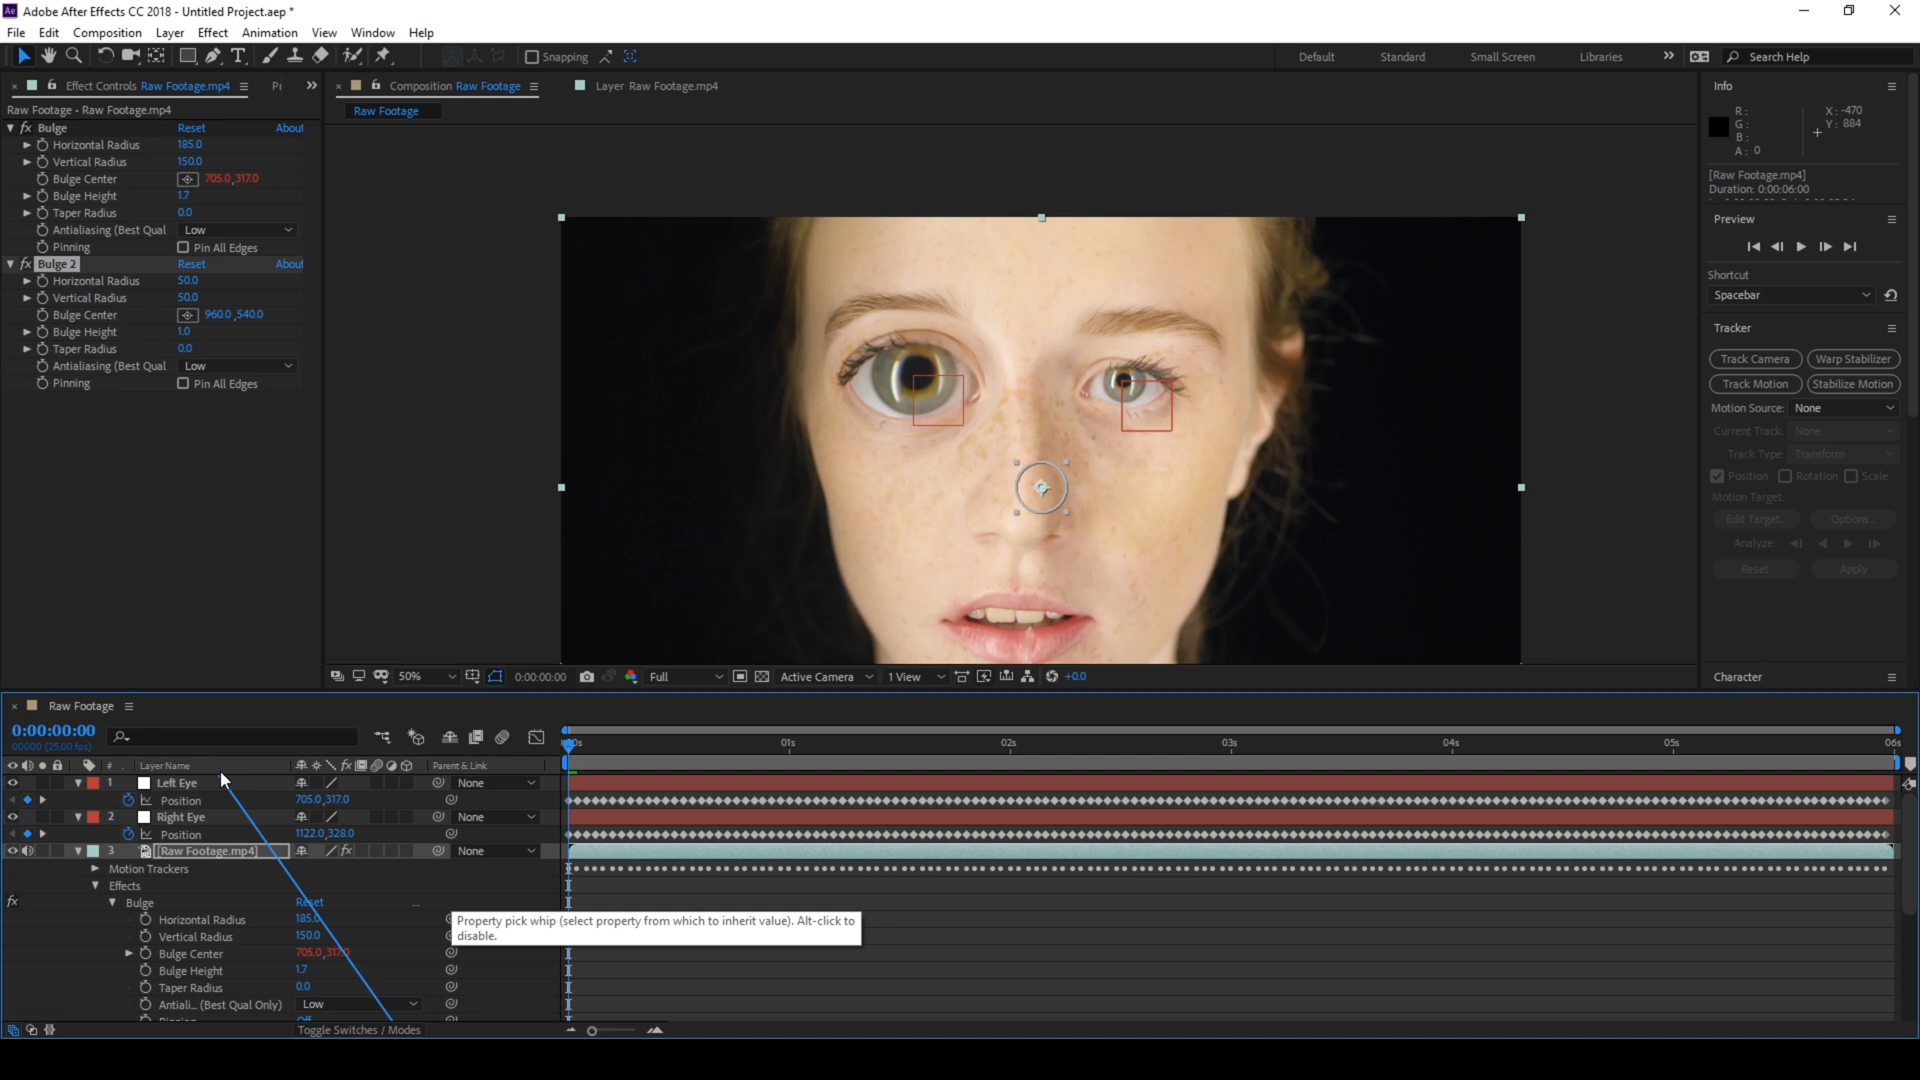 Adobe After Effects CC 2018 - Untitled Project.aep *
File Edit Composition Layer Effect Animation View Window Help
Snapping Default Standard Small Screen Libraries Search Help
Effect Controls Raw Footage.mp4
Composition Raw Footage
Layer Raw Footage.mp4
Raw Footage • Raw Footage.mp4
Raw Footage
fx Bulge Reset About
Horizontal Radius 185.0
Vertical Radius 150.0
Bulge Center 705.0,317.0
Bulge Height 1.7
Taper Radius 0.0
Antialiasing (Best Qual Low
Pinning Pin All Edges
fx Bulge 2 Reset About
Horizontal Radius 50.0
Vertical Radius 50.0
Bulge Center 960.0,540.0
Bulge Height 1.0
Taper Radius 0.0
Antialiasing (Best Qual Low
Pinning Pin All Edges
Info
R: X: -470
G: Y: 884
B:
A: 0
[Raw Footage.mp4]
Duration: 0:00:06:00
Preview
Shortcut
Spacebar
Tracker
Track Camera Warp Stabilizer
Track Motion Stabilize Motion
Motion Source: None
Current Track: None
Track Type: Transform
Position Rotation Scale
Motion Target:
Edit Target... Options...
Analyze:
Reset Apply
Character
50% 0:00:00:00 Full Active Camera 1 View +0.0
Raw Footage
0:00:00:00
00000 (25.00 fps)
01s 02s 03s 04s 05s 06s
# Layer Name Parent & Link
1 Left Eye None
Position 705.0,317.0
2 Right Eye None
Position 1122.0,328.0
3 [Raw Footage.mp4] fx None
Motion Trackers
Effects
fx Bulge Reset ...
Horizontal Radius 185.0
Vertical Radius 150.0
Bulge Center 705.0,317.0
Bulge Height 1.7
Taper Radius 0.0
Antiali... (Best Qual Only) Low
Property pick whip (select property from which to inherit value). Alt-click to
disable.
Toggle Switches / Modes